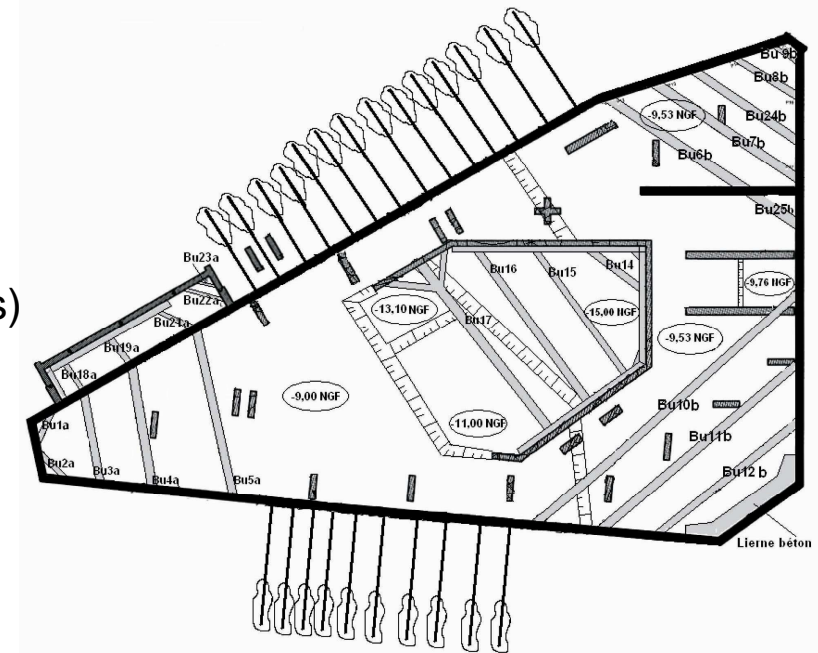 Bu 9b
Bu8b
-9,53 NGF
Bu24b
Bu7b
Bu6b
Bu25b
Bu23a
Bu22a
Bu21a
Bu19a
Bu18a
Bu16
Bu15
Bu14
-9,76 NGF
s)
-13,10 NGF
-15,00 NGF
Bu17
-9,53 NGF
-9,00 NGF
-11,00 NGF
Bu10b
Bu11b
Bu12 b
Bu1a
Bu2a
Bu3a
Bu4a
Bu5a
Lierne béton